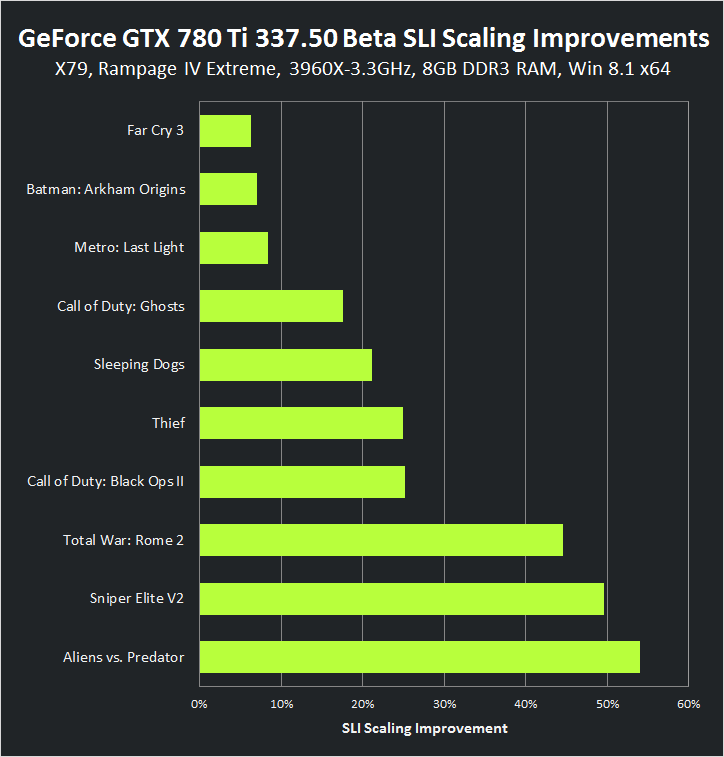 GeForce GTX 780 Ti 337.50 Beta SLI Scaling Improvements
X79, Rampage IV Extreme, 3960X-3.3GHz, 8GB DDR3 RAM, Win 8.1 x64
Far Cry 3
Batman: Arkham Origins
Metro: Last Light
Call of Duty: Ghosts
Sleeping Dogs
Thief
Call of Duty: Black Ops II
Total War: Rome 2
Sniper Elite V2
Aliens vs. Predator
0% 10% 20% 30% 40% 50% 60%
SLI Scaling Improvement